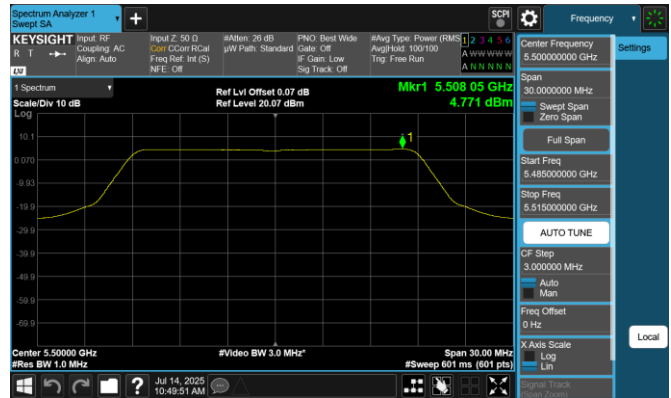 Spectrum Analyzer 1
Swept SA
SCPI
Frequency
KEYSIGHT
R T
LXI
Input: RF
Coupling: AC
Align: Auto
Input Z: 50 Ω
Corr CCorr RCal
Freq Ref: Int (S)
NFE: Off
#Atten: 26 dB
µW Path: Standard
PNO: Best Wide
Gate: Off
IF Gain: Low
Sig Track: Off
#Avg Type: Power (RMS
Avg|Hold: 100/100
Trig: Free Run
1 2 3 4 5 6
A W W W W W
A N N N N N
1 Spectrum
Scale/Div 10 dB
Log
Ref Lvl Offset 0.07 dB
Ref Level 20.07 dBm
Mkr1 5.508 05 GHz
4.771 dBm
1
10.1
0.070
-9.93
-19.9
-29.9
-39.9
-49.9
-59.9
-69.9
Center 5.50000 GHz
#Res BW 1.0 MHz
#Video BW 3.0 MHz*
Span 30.00 MHz
#Sweep 601 ms (601 pts)
Center Frequency
5.500000000 GHz
Span
30.0000000 MHz
Swept Span
Zero Span
Full Span
Start Freq
5.485000000 GHz
Stop Freq
5.515000000 GHz
AUTO TUNE
CF Step
3.000000 MHz
Auto
Man
Freq Offset
0 Hz
X Axis Scale
Log
Lin
Signal Track
(Span Zoom)
Settings
Local
?
Jul 14, 2025
10:49:51 AM